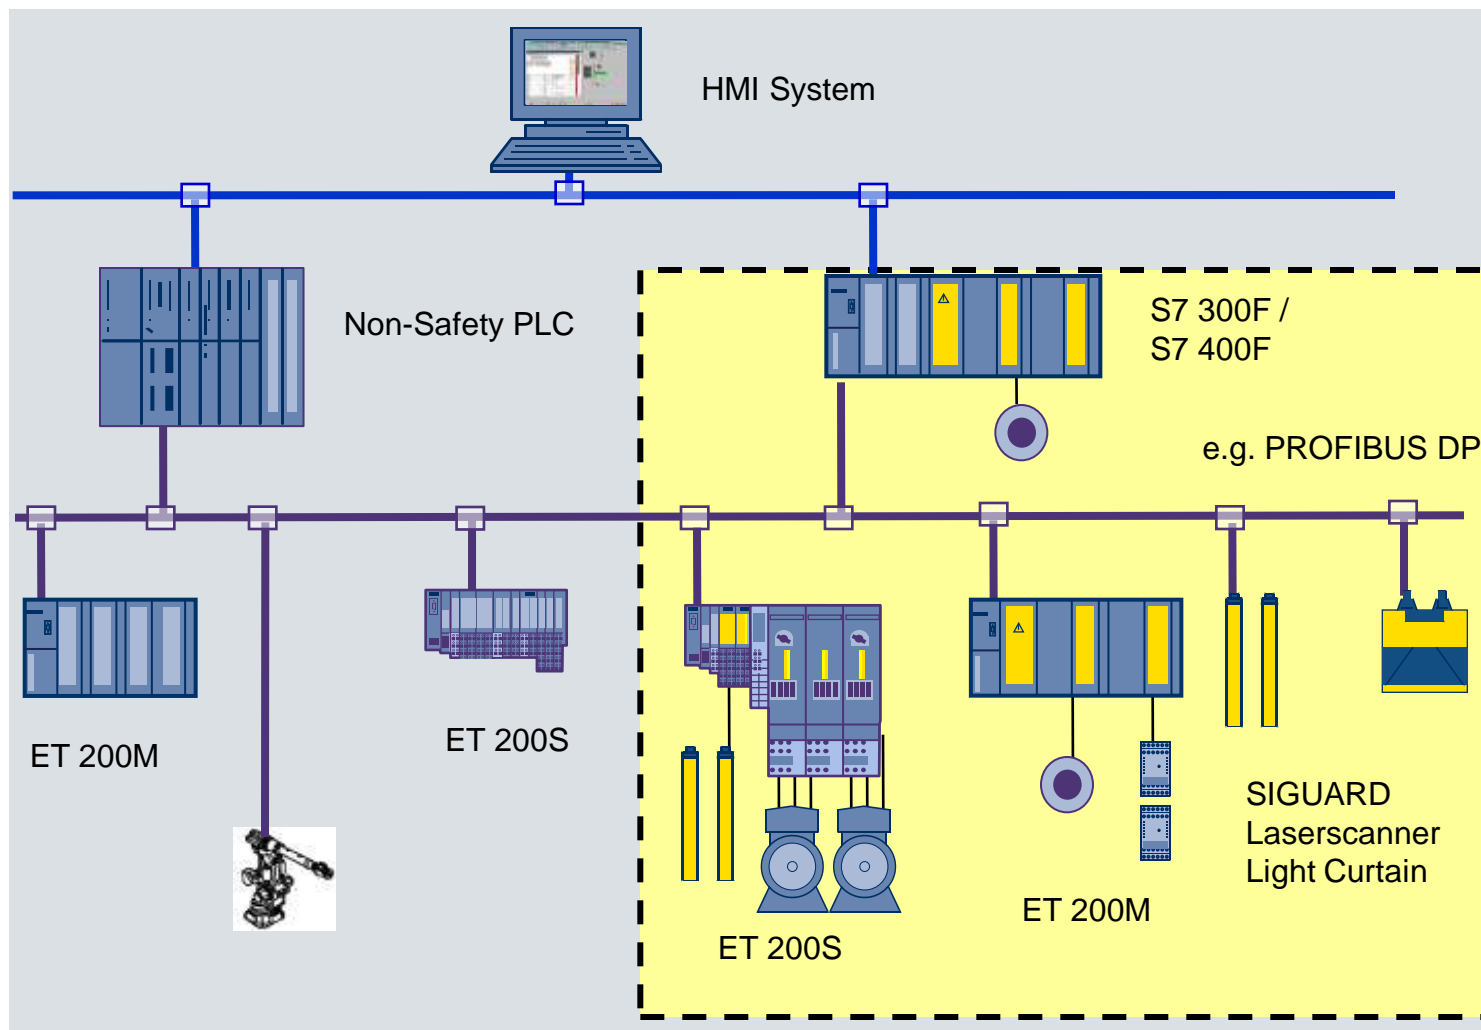 HMI System
Non-Safety PLC
S7 300F /
S7 400F
e.g. PROFIBUS DP
ET 200M
ET 200S
SIGUARD
Laserscanner
Light Curtain
ET 200M
ET 200S